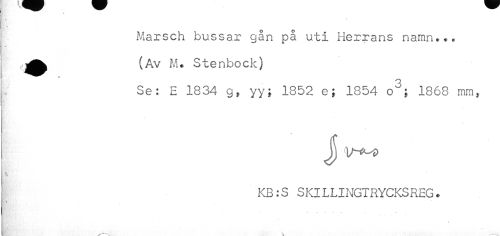 Marsch bussar gån på uti Herrans namn...
(Av M. Stenbock)
Se: E 1834 g, yy; 1852 e; 1854 o³; 1868 mm,
Svas
KB:S SKILLINGTRYCKSREG.